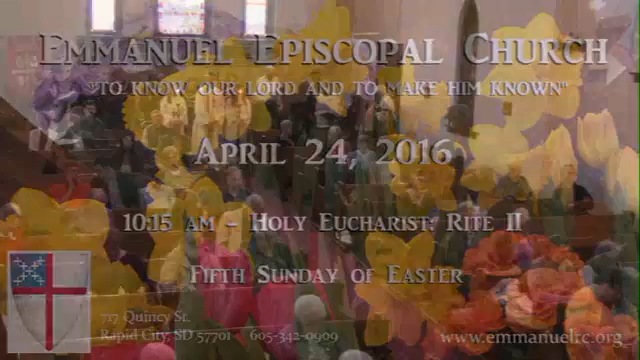 Emmanuel Episcopal Church
"to know our Lord and to make Him known"
April 24, 2016
10:15 am – Holy Eucharist: Rite II
Fifth Sunday of Easter
717 Quincy St.
Rapid City, SD 57701 605-342-0909
www.emmanuelrc.org